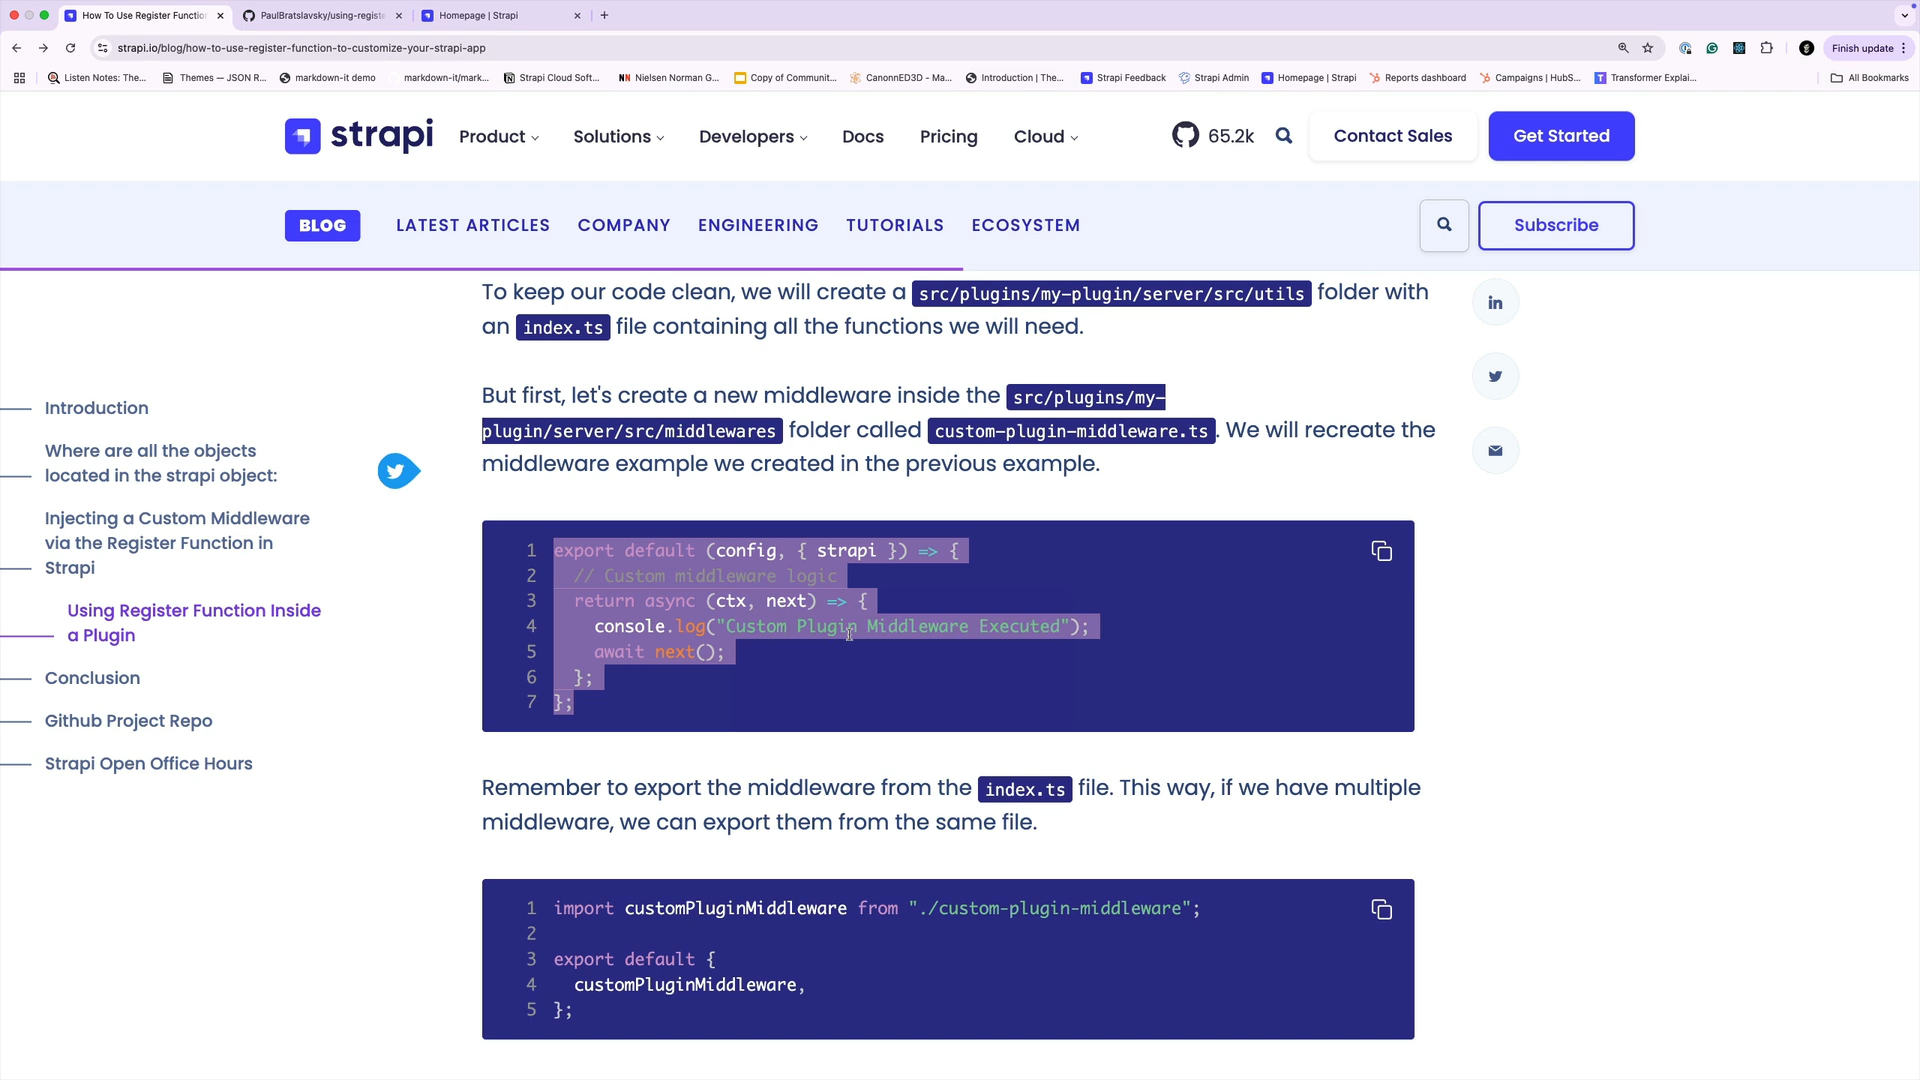 How To Use Register Function
PaulBratslavsky/using-registe
Homepage | Strapi
strapi.io/blog/how-to-use-register-function-to-customize-your-strapi-app
Finish update
Listen Notes: The...
Themes — JSON R...
markdown-it demo
markdown-it/mark...
Strapi Cloud Soft...
Nielsen Norman G...
Copy of Communit...
CanonnED3D - Ma...
Introduction | The...
Strapi Feedback
Strapi Admin
Homepage | Strapi
Reports dashboard
Campaigns | HubS...
Transformer Explai...
All Bookmarks
strapi
Product
Solutions
Developers
Docs
Pricing
Cloud
65.2k
Contact Sales
Get Started
BLOG
LATEST ARTICLES
COMPANY
ENGINEERING
TUTORIALS
ECOSYSTEM
Subscribe
To keep our code clean, we will create a src/plugins/my-plugin/server/src/utils folder with
an index.ts file containing all the functions we will need.
But first, let's create a new middleware inside the src/plugins/my-
plugin/server/src/middlewares folder called custom-plugin-middleware.ts. We will recreate the
middleware example we created in the previous example.
Introduction
Where are all the objects
located in the strapi object:
Injecting a Custom Middleware
via the Register Function in
Strapi
Using Register Function Inside
a Plugin
Conclusion
Github Project Repo
Strapi Open Office Hours
1 export default (config, { strapi }) => {
2 // Custom middleware logic
3 return async (ctx, next) => {
4 console.log("Custom Plugin Middleware Executed");
5 await next();
6 };
7 };
Remember to export the middleware from the index.ts file. This way, if we have multiple
middleware, we can export them from the same file.
1 import customPluginMiddleware from "./custom-plugin-middleware";
2
3 export default {
4 customPluginMiddleware,
5 };